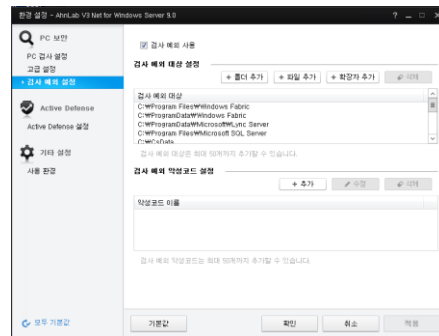 환경 설정 - AhnLab V3 Net for Windows Server 9.0
PC 보안
PC 검사 설정
고급 설정
검사 예외 설정
Active Defense
Active Defense 설정
기타 설정
사용 환경
모두 기본값
검사 예외 사용
검사 예외 대상 설정
+ 폴더 추가
+ 파일 추가
+ 확장자 추가
삭제
검사 예외 대상
C:₩Program Files₩Windows Fabric
C:₩ProgramData₩Windows Fabric
C:₩ProgramData₩Microsoft₩Lync Server
C:₩Program Files₩Microsoft SQL Server
C:₩CsData
검사 예외 대상은 최대 50개까지 추가할 수 있습니다.
검사 예외 악성코드 설정
+ 추가
수정
삭제
악성코드 이름
검사 예외 악성코드는 최대 50개까지 추가할 수 있습니다.
기본값
확인
취소
적용